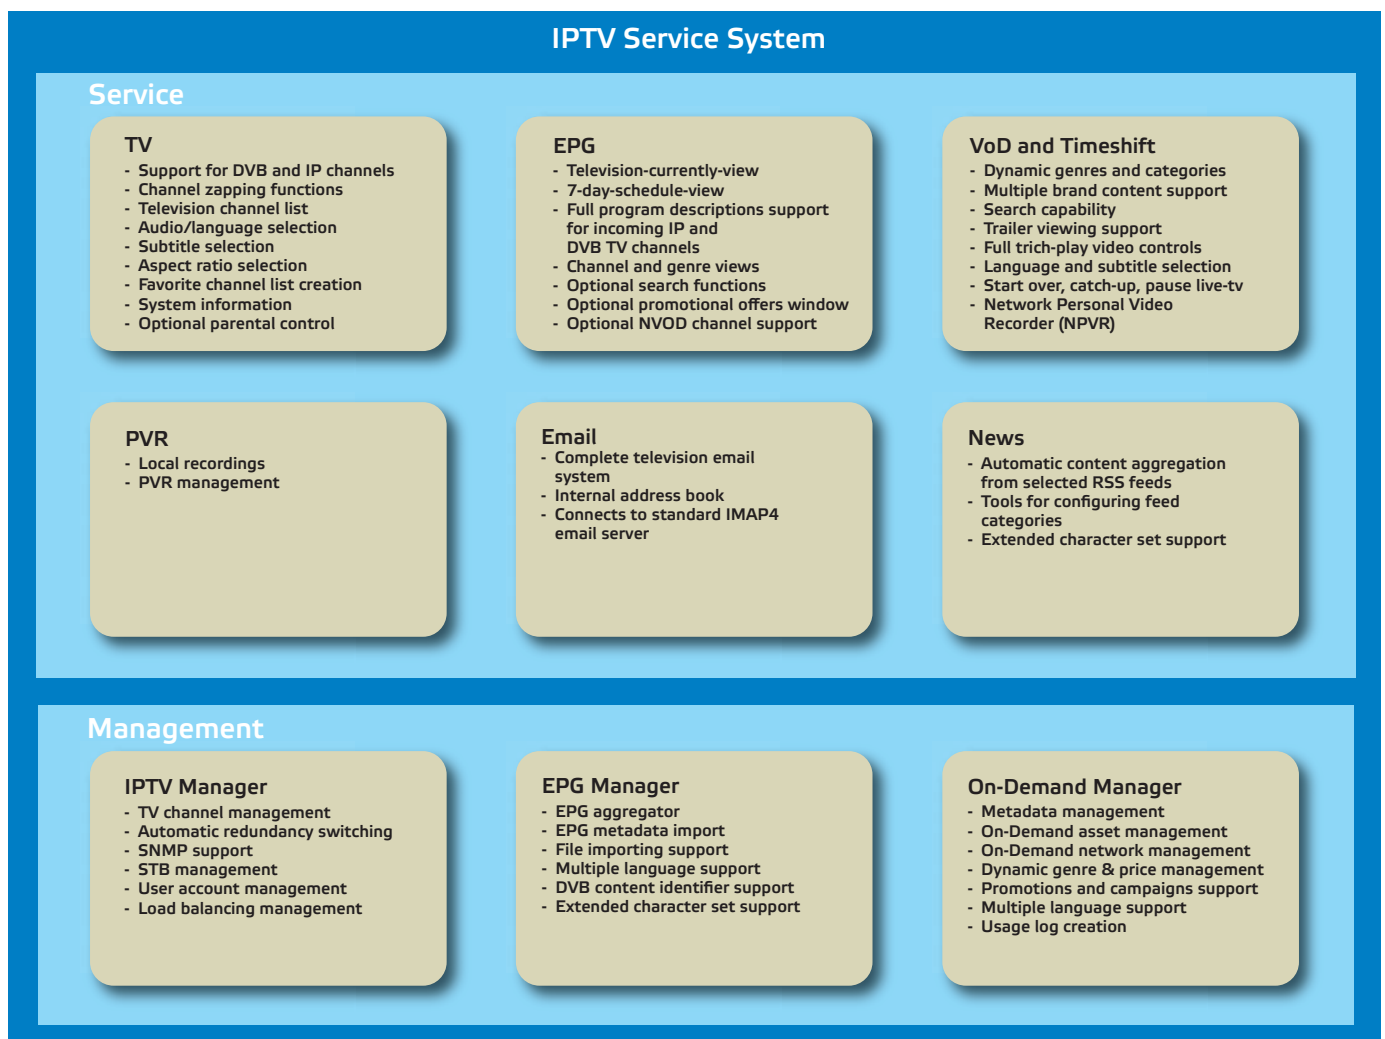 IPTV Service System
Service
TV
- Support for DVB and IP channels
- Channel zapping functions
- Television channel list
- Audio/language selection
- Subtitle selection
- Aspect ratio selection
- Favorite channel list creation
- System information
- Optional parental control
EPG
- Television-currently-view
- 7-day-schedule-view
- Full program descriptions support
for incoming IP and
DVB TV channels
- Channel and genre views
- Optional search functions
- Optional promotional offers window
- Optional NVOD channel support
VoD and Timeshift
- Dynamic genres and categories
- Multiple brand content support
- Search capability
- Trailer viewing support
- Full trich-play video controls
- Language and subtitle selection
- Start over, catch-up, pause live-tv
- Network Personal Video
Recorder (NPVR)
PVR
- Local recordings
- PVR management
Email
- Complete television email
system
- Internal address book
- Connects to standard IMAP4
email server
News
- Automatic content aggregation
from selected RSS feeds
- Tools for configuring feed
categories
- Extended character set support
Management
IPTV Manager
- TV channel management
- Automatic redundancy switching
- SNMP support
- STB management
- User account management
- Load balancing management
EPG Manager
- EPG aggregator
- EPG metadata import
- File importing support
- Multiple language support
- DVB content identifier support
- Extended character set support
On-Demand Manager
- Metadata management
- On-Demand asset management
- On-Demand network management
- Dynamic genre & price management
- Promotions and campaigns support
- Multiple language support
- Usage log creation